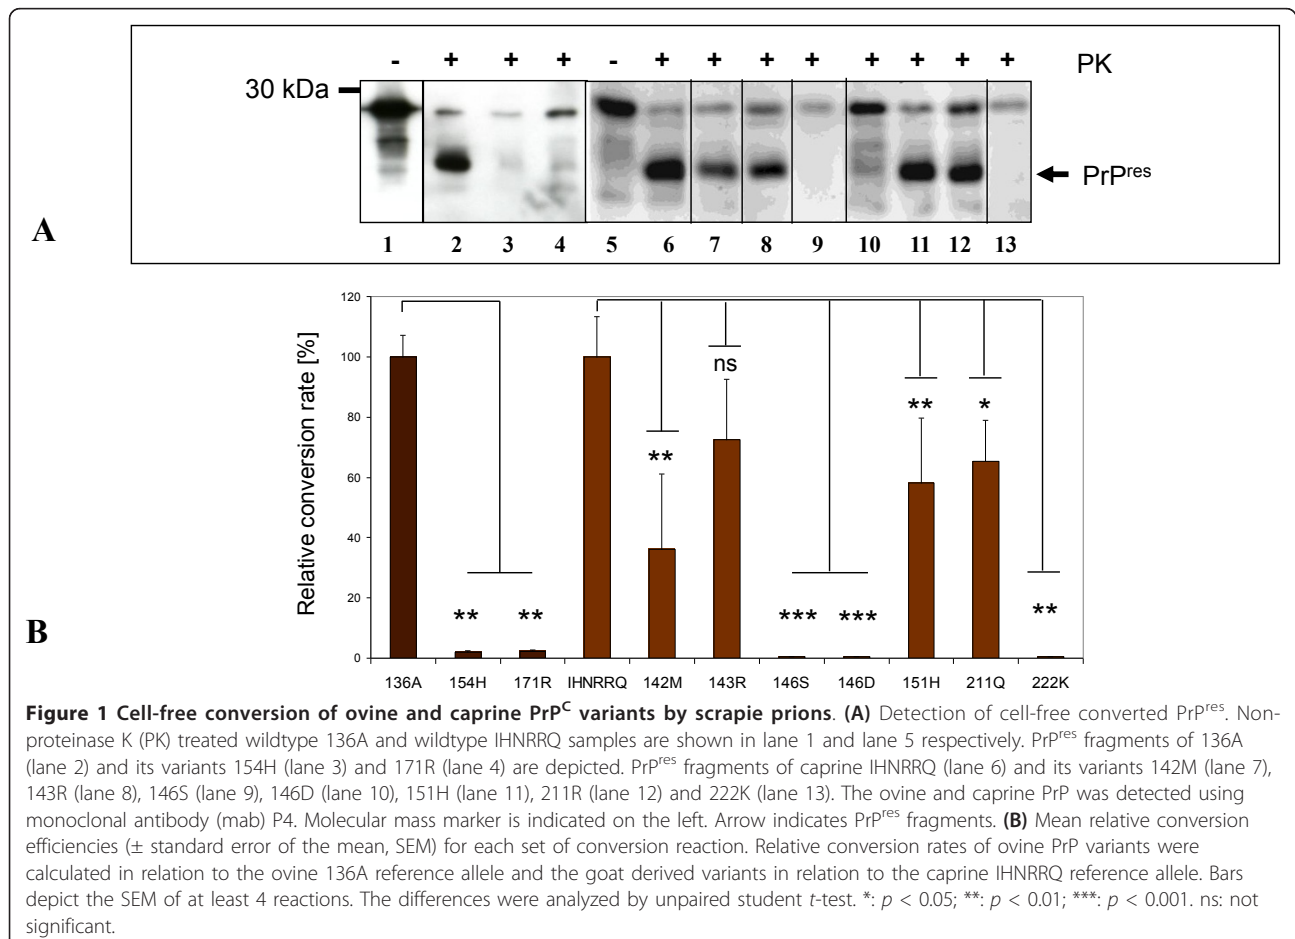 - + + + - + + + + + + + + PK
30 kDa
PrPres
A
1 2 3 4 5 6 7 8 9 10 11 12 13
120
100
80
60
40
20
0
Relative conversion rate [%]
** ** ** ns *** *** ** * **
B
136A 154H 171R IHNRRQ 142M 143R 146S 146D 151H 211Q 222K
Figure 1 Cell-free conversion of ovine and caprine PrPC variants by scrapie prions. (A) Detection of cell-free converted PrPres. Non-
proteinase K (PK) treated wildtype 136A and wildtype IHNRRQ samples are shown in lane 1 and lane 5 respectively. PrPres fragments of 136A
(lane 2) and its variants 154H (lane 3) and 171R (lane 4) are depicted. PrPres fragments of caprine IHNRRQ (lane 6) and its variants 142M (lane 7),
143R (lane 8), 146S (lane 9), 146D (lane 10), 151H (lane 11), 211R (lane 12) and 222K (lane 13). The ovine and caprine PrP was detected using
monoclonal antibody (mab) P4. Molecular mass marker is indicated on the left. Arrow indicates PrPres fragments. (B) Mean relative conversion
efficiencies (± standard error of the mean, SEM) for each set of conversion reaction. Relative conversion rates of ovine PrP variants were
calculated in relation to the ovine 136A reference allele and the goat derived variants in relation to the caprine IHNRRQ reference allele. Bars
depict the SEM of at least 4 reactions. The differences were analyzed by unpaired student t-test. *: p < 0.05; **: p < 0.01; ***: p < 0.001. ns: not
significant.